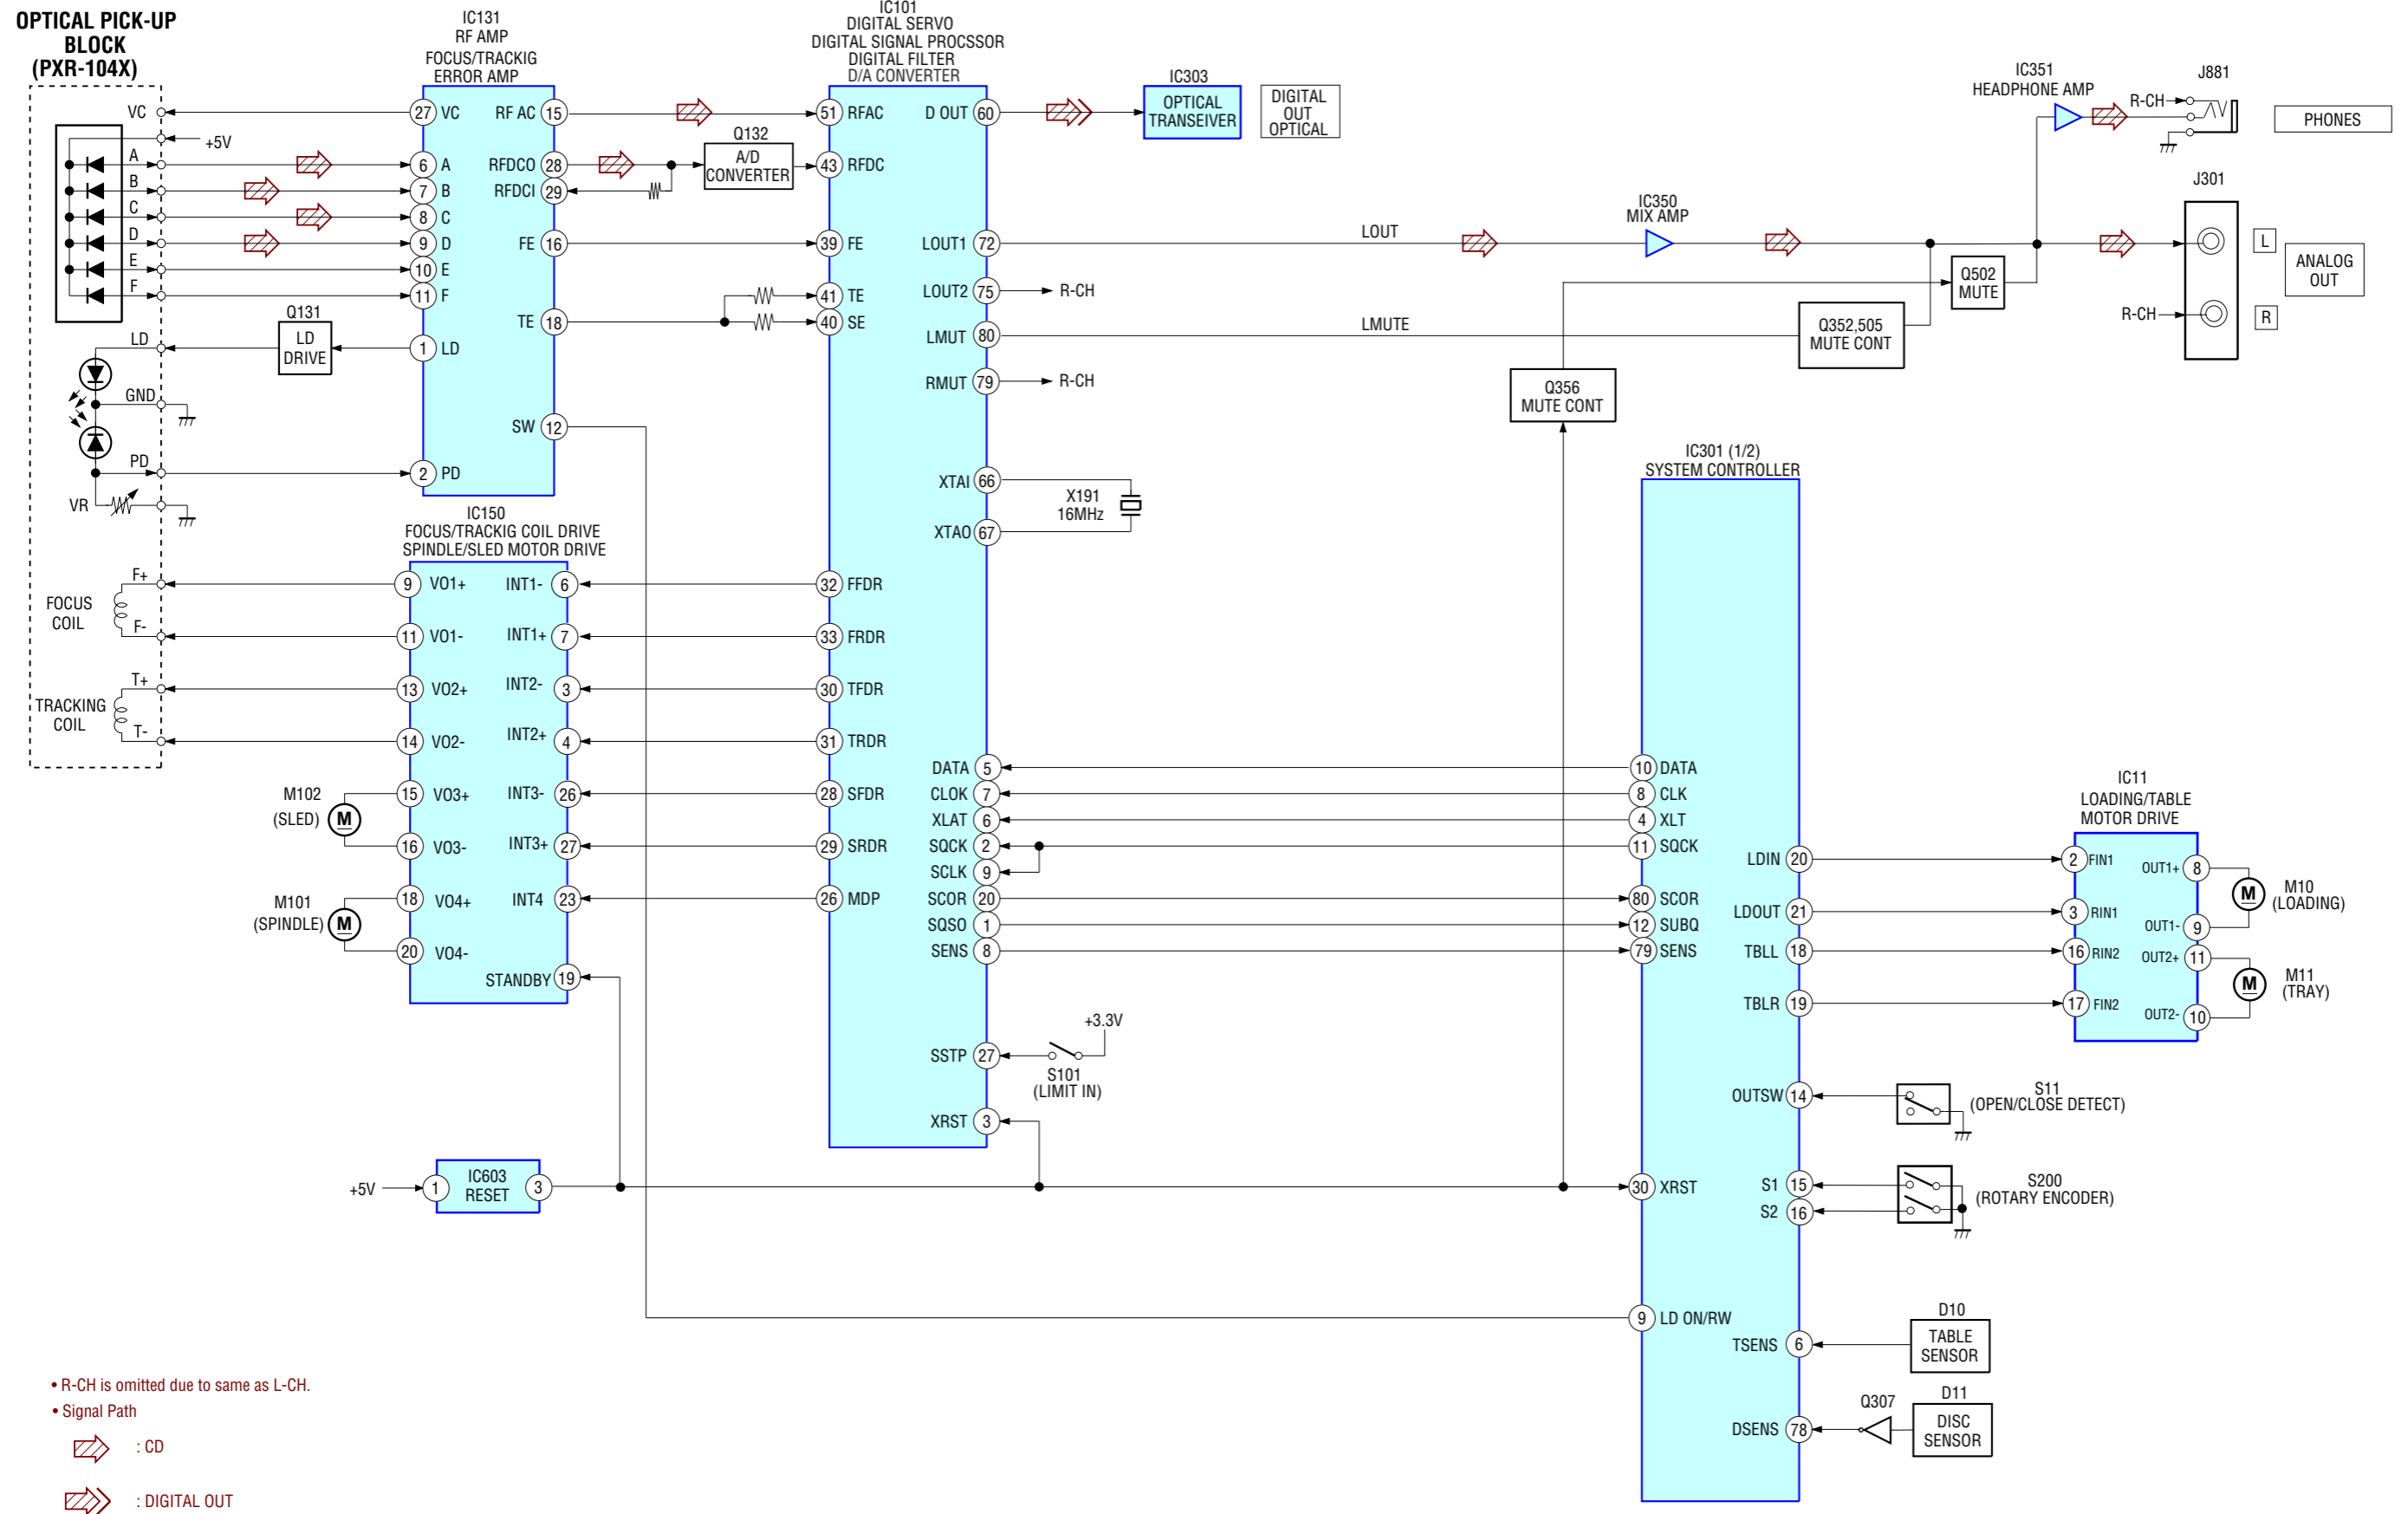 OPTICAL PICK-UP
BLOCK
(PXR-104X)
VC
+5V
A
B
C
D
E
F
LD
GND
PD
VR
Q131
LD
DRIVE
F+
FOCUS
COIL
F-
T+
TRACKING
COIL
T-
M102
(SLED)
M
M101
(SPINDLE)
M
IC131
RF AMP
FOCUS/TRACKIG
ERROR AMP
27 VC
6 A
7 B
8 C
9 D
10 E
11 F
1 LD
2 PD
RF AC 15
RFDCO 28
RFDCI 29
FE 16
TE 18
SW 12
Q132
A/D
CONVERTER
IC150
FOCUS/TRACKIG COIL DRIVE
SPINDLE/SLED MOTOR DRIVE
9 VO1+
11 VO1-
13 VO2+
14 VO2-
15 VO3+
16 VO3-
18 VO4+
20 VO4-
INT1- 6
INT1+ 7
INT2- 3
INT2+ 4
INT3- 26
INT3+ 27
INT4 23
STANDBY 19
+5V
1
IC603
RESET
3
IC101
DIGITAL SERVO
DIGITAL SIGNAL PROCSSOR
DIGITAL FILTER
D/A CONVERTER
51 RFAC
43 RFDC
39 FE
41 TE
40 SE
32 FFDR
33 FRDR
30 TFDR
31 TRDR
28 SFDR
29 SRDR
26 MDP
D OUT 60
LOUT1 72
LOUT2 75
R-CH
LMUT 80
RMUT 79
R-CH
XTAI 66
XTAO 67
X191
16MHz
DATA 5
CLOK 7
XLAT 6
SQCK 2
SCLK 9
SCOR 20
SQSO 1
SENS 8
SSTP 27
XRST 3
+3.3V
S101
(LIMIT IN)
IC303
OPTICAL
TRANSEIVER
DIGITAL
OUT
OPTICAL
LOUT
IC350
MIX AMP
LMUTE
Q352,505
MUTE CONT
Q502
MUTE
Q356
MUTE CONT
IC351
HEADPHONE AMP
J881
R-CH
PHONES
J301
L
ANALOG
OUT
R-CH
R
IC301 (1/2)
SYSTEM CONTROLLER
10 DATA
8 CLK
4 XLT
11 SQCK
80 SCOR
12 SUBQ
79 SENS
30 XRST
9 LD ON/RW
LDIN 20
LDOUT 21
TBLL 18
TBLR 19
OUTSW 14
S1 15
S2 16
TSENS 6
DSENS 78
IC11
LOADING/TABLE
MOTOR DRIVE
2 FIN1
3 RIN1
16 RIN2
17 FIN2
OUT1+ 8
OUT1- 9
OUT2+ 11
OUT2- 10
M
M10
(LOADING)
M
M11
(TRAY)
S11
(OPEN/CLOSE DETECT)
S200
(ROTARY ENCODER)
D10
TABLE
SENSOR
Q307
D11
DISC
SENSOR
• R-CH is omitted due to same as L-CH.
• Signal Path
: CD
: DIGITAL OUT